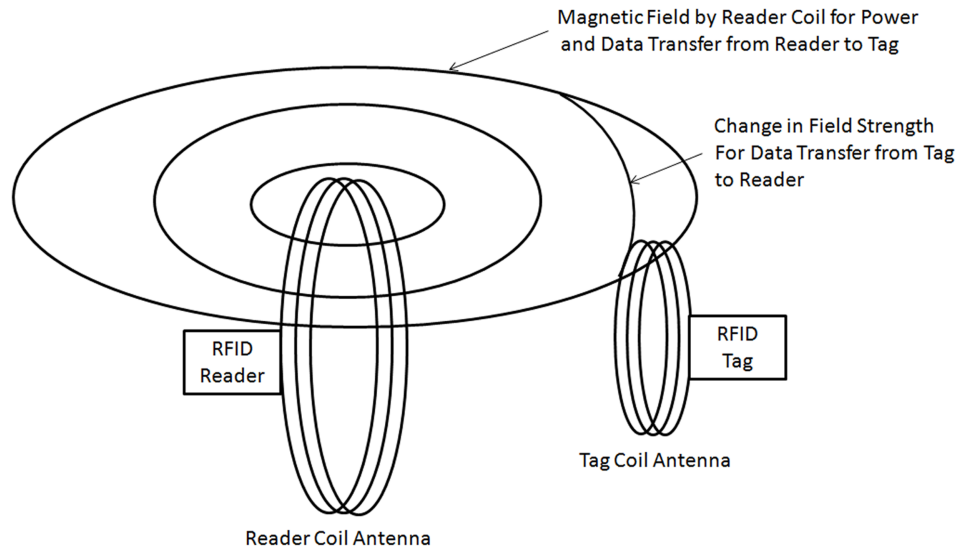 Magnetic Field by Reader Coil for Power
and Data Transfer from Reader to Tag
Change in Field Strength
For Data Transfer from Tag
to Reader
RFID
Reader
RFID
Tag
Tag Coil Antenna
Reader Coil Antenna